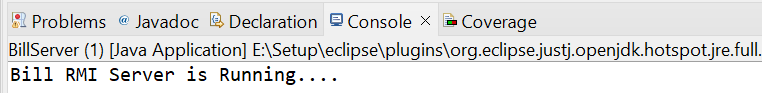 Problems @ Javadoc Declaration Console Coverage
BillServer (1) [Java Application] E:\Setup\eclipse\plugins\org.eclipse.justj.openjdk.hotspot.jre.full.
Bill RMI Server is Running....